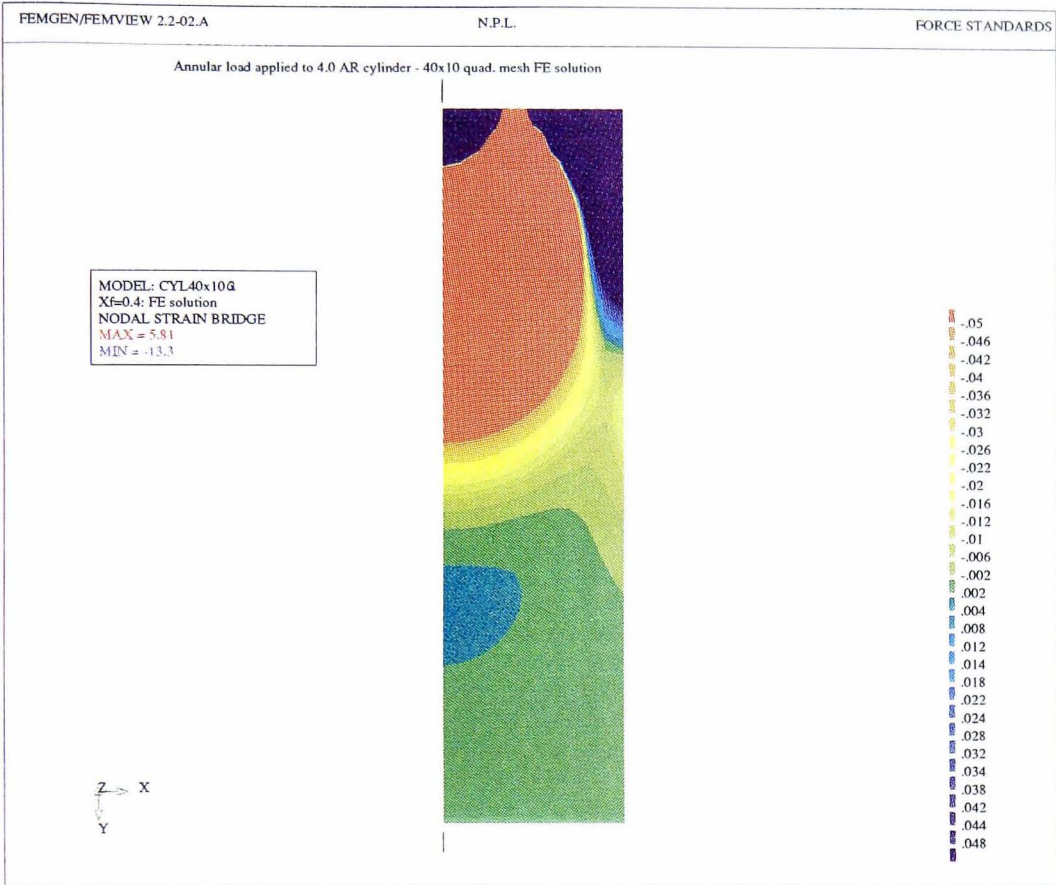 FEMGEN/FEMVIEW 2.2-02.A
N.P.L.
FORCE STANDARDS
Annular load applied to 4.0 AR cylinder - 40x10 quad. mesh FE solution
MODEL: CYL40x10Q
Xf=0.4: FE solution
NODAL STRAIN BRIDGE
MAX = 5.81
MIN = -13.3
-.05
-.046
-.042
-.04
-.036
-.032
-.03
-.026
-.022
-.02
-.016
-.012
-.01
-.006
-.002
.002
.004
.008
.012
.014
.018
.022
.024
.028
.032
.034
.038
.042
.044
.048
Z X
Y